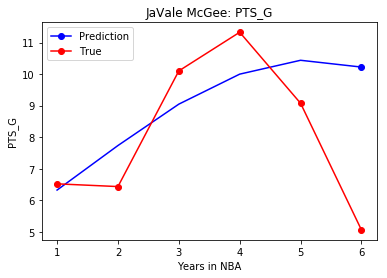 JaVale McGee: PTS_G
Prediction
True
PTS_G
11
10
9
8
7
6
5
1 2 3 4 5 6
Years in NBA